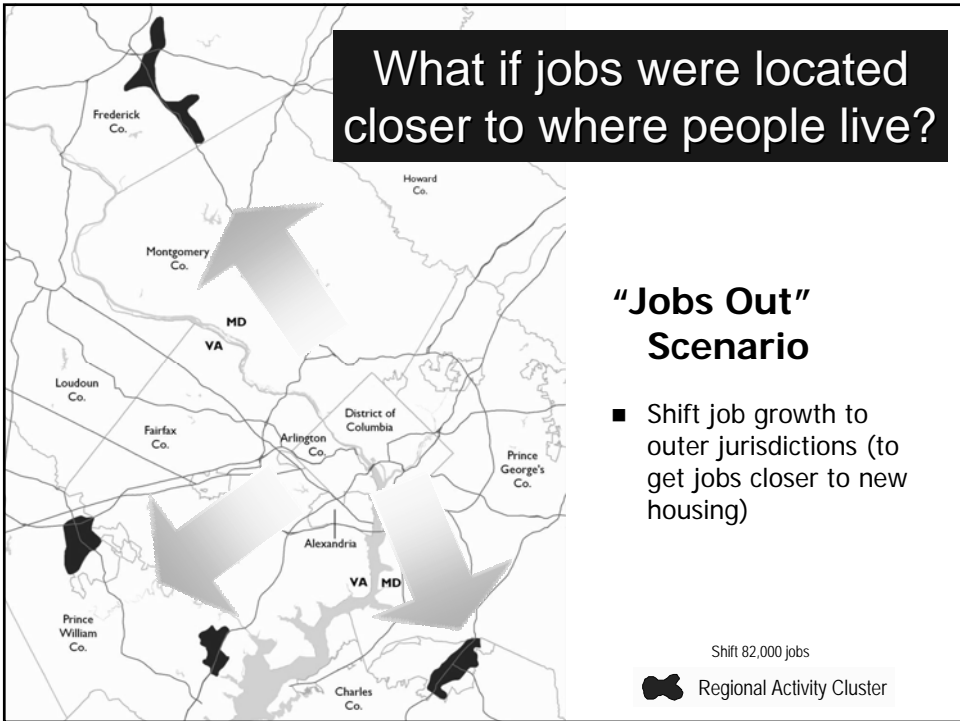 What if jobs were located
closer to where people live?
Frederick
Co.
Howard
Co.
Montgomery
Co.
MD
VA
Loudoun
Co.
Fairfax
Co.
Arlington
Co.
District of
Columbia
Prince
George's
Co.
Alexandria
VA MD
Prince
William
Co.
Charles
Co.
“Jobs Out”
Scenario
■ Shift job growth to
outer jurisdictions (to
get jobs closer to new
housing)
Shift 82,000 jobs
Regional Activity Cluster